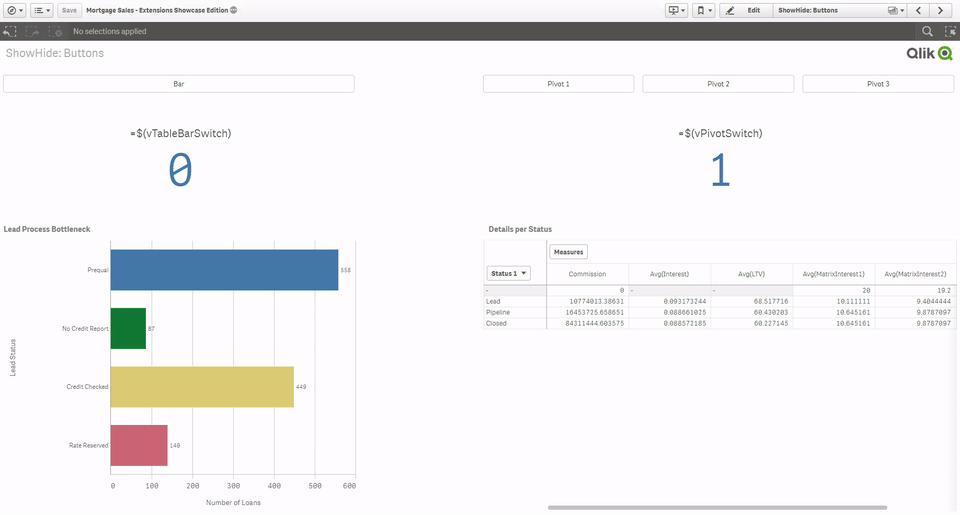 Save Mortgage Sales - Extensions Showcase Edition Edit ShowHide: Buttons
No selections applied
ShowHide: Buttons Qlik
Bar Pivot 1 Pivot 2 Pivot 3
=$(vTableBarSwitch) =$(vPivotSwitch)
0 1
Lead Process Bottleneck
Prequal 558
No Credit Report 87
Credit Checked 449
Rate Reserved 140
Lead Status
0 100 200 300 400 500 600
Number of Loans
Details per Status
Measures
Status 1 Commission Avg(Interest) Avg(LTV) Avg(MatrixInterest1) Avg(MatrixInterest2)
- 0 - - 20 19.2
Lead 10774013.38631 0.093173244 68.517716 10.111111 9.4044444
Pipeline 16453725.658651 0.088661025 60.430203 10.645161 9.8787097
Closed 84311444.603575 0.088572185 60.227145 10.645161 9.8787097